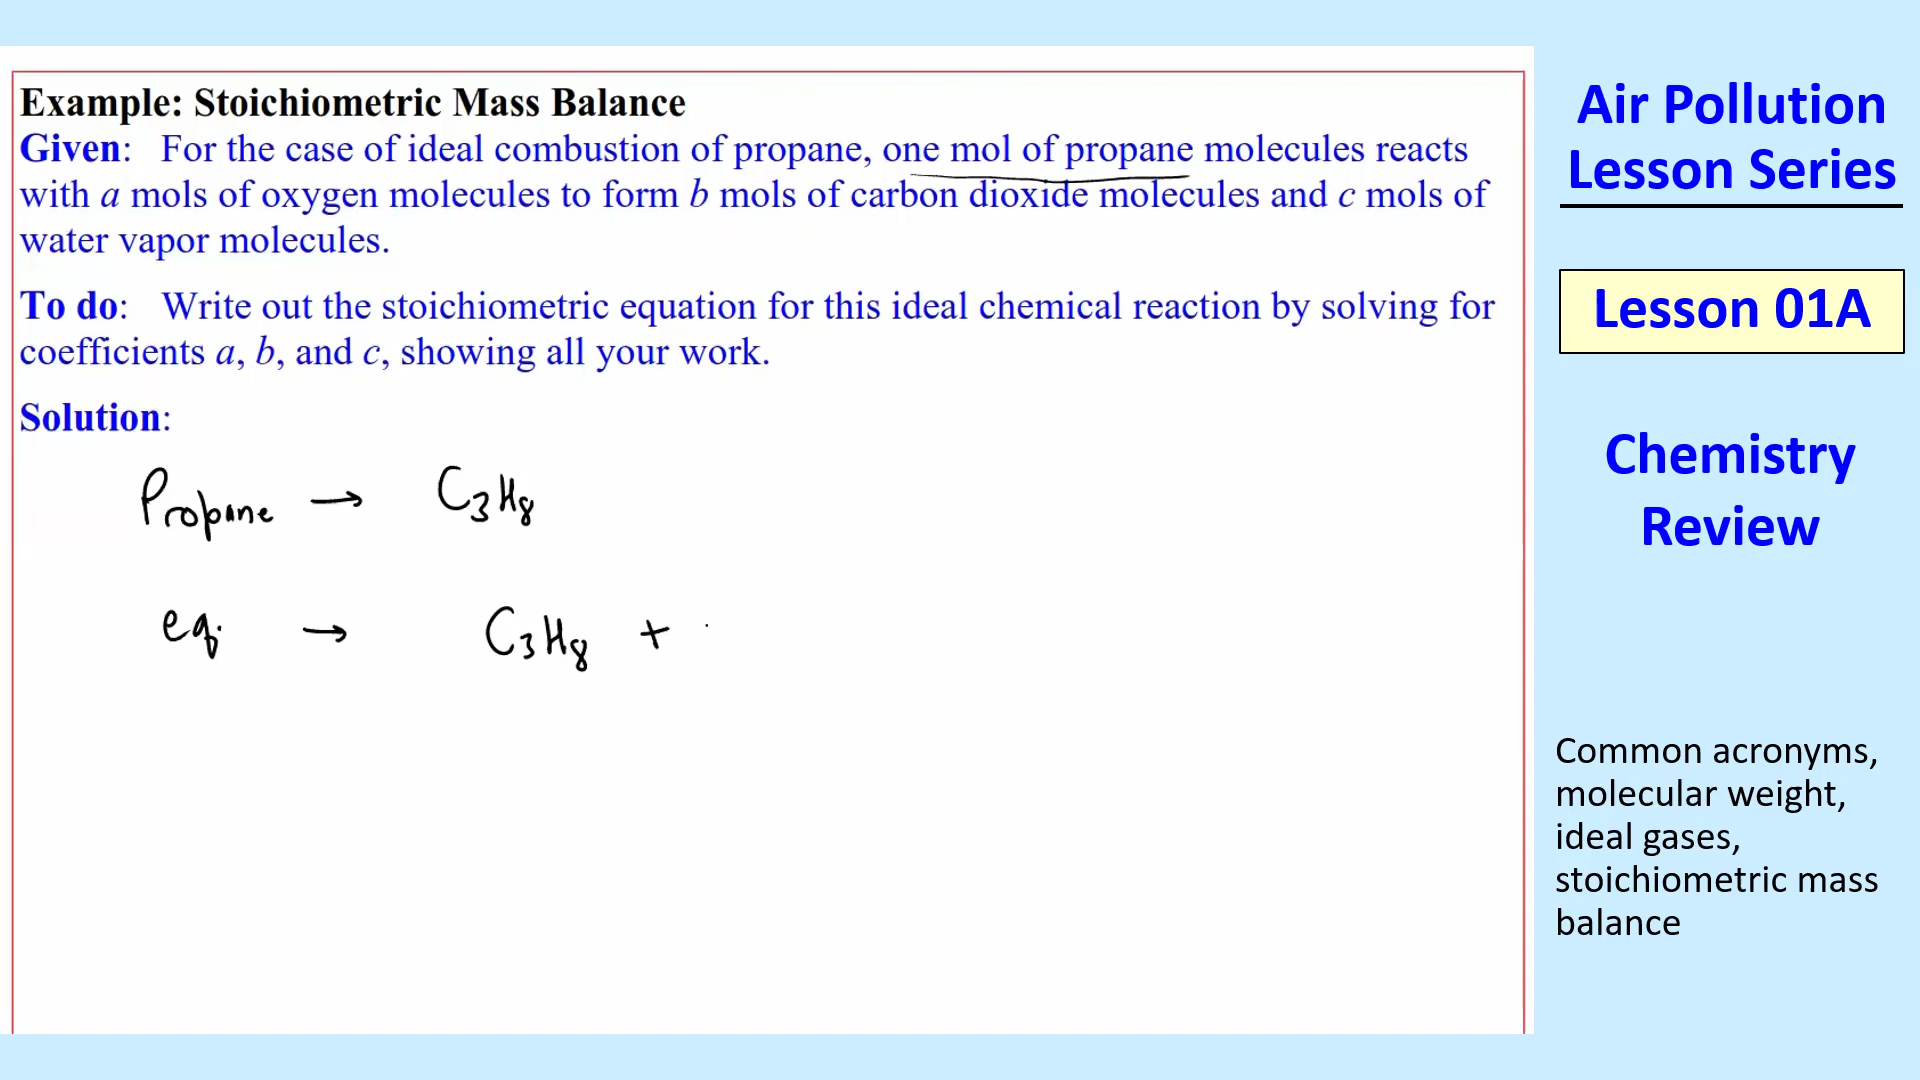 Example: Stoichiometric Mass Balance
Given: For the case of ideal combustion of propane, one mol of propane molecules reacts
with a mols of oxygen molecules to form b mols of carbon dioxide molecules and c mols of
water vapor molecules.
To do: Write out the stoichiometric equation for this ideal chemical reaction by solving for
coefficients a, b, and c, showing all your work.
Solution:
Propane → C₃H₈
eq. → C₃H₈ +
Air Pollution
Lesson Series
Lesson 01A
Chemistry
Review
Common acronyms,
molecular weight,
ideal gases,
stoichiometric mass
balance